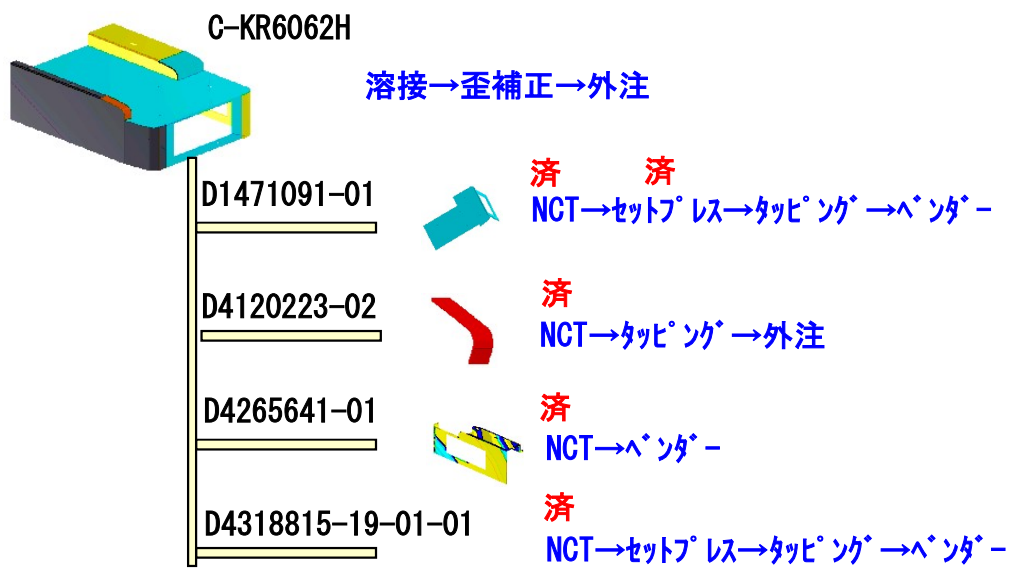 C-KR6062H
溶接→歪補正→外注
D1471091-01
済 済
NCT→ｾｯﾄﾌﾟﾚｽ→ﾀｯﾋﾟﾝｸﾞ→ﾍﾞﾝﾀﾞｰ
D4120223-02
済
NCT→ﾀｯﾋﾟﾝｸﾞ→外注
D4265641-01
済
NCT→ﾍﾞﾝﾀﾞｰ
D4318815-19-01-01
済
NCT→ｾｯﾄﾌﾟﾚｽ→ﾀｯﾋﾟﾝｸﾞ→ﾍﾞﾝﾀﾞｰ